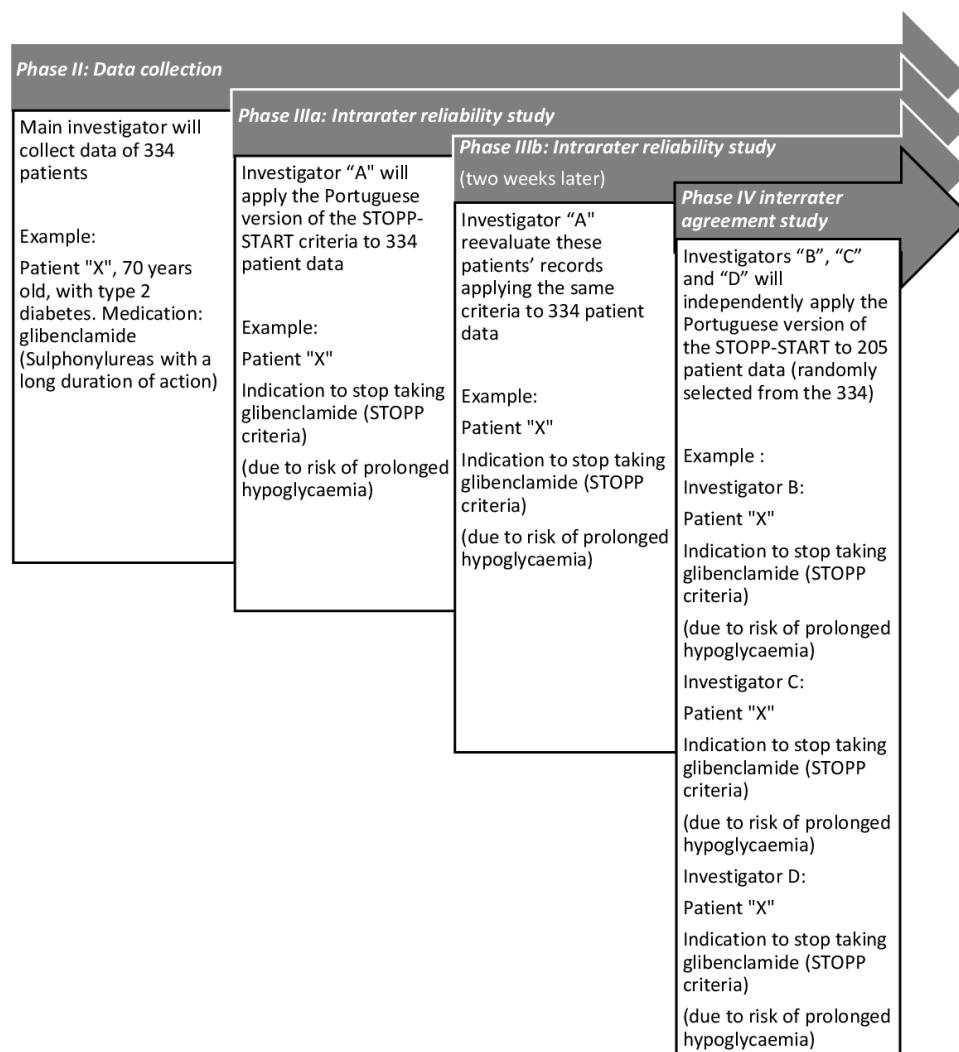 Phase II: Data collection
Main investigator will
collect data of 334
patients
Example:
Patient "X", 70 years
old, with type 2
diabetes. Medication:
glibenclamide
(Sulphonylureas with a
long duration of action)
Phase IIIa: Intrarater reliability study
Investigator “A” will
apply the Portuguese
version of the STOPP-
START criteria to 334
patient data
Example:
Patient "X"
Indication to stop taking
glibenclamide (STOPP
criteria)
(due to risk of prolonged
hypoglycaemia)
Phase IIIb: Intrarater reliability study
(two weeks later)
Investigator “A"
reevaluate these
patients’ records
applying the same
criteria to 334 patient
data
Example:
Patient "X"
Indication to stop taking
glibenclamide (STOPP
criteria)
(due to risk of prolonged
hypoglycaemia)
Phase IV interrater
agreement study
Investigators “B”, “C”
and “D” will
independently apply the
Portuguese version of
the STOPP-START to 205
patient data (randomly
selected from the 334)
Example :
Investigator B:
Patient "X"
Indication to stop taking
glibenclamide (STOPP
criteria)
(due to risk of prolonged
hypoglycaemia)
Investigator C:
Patient "X"
Indication to stop taking
glibenclamide (STOPP
criteria)
(due to risk of prolonged
hypoglycaemia)
Investigator D:
Patient "X"
Indication to stop taking
glibenclamide (STOPP
criteria)
(due to risk of prolonged
hypoglycaemia)